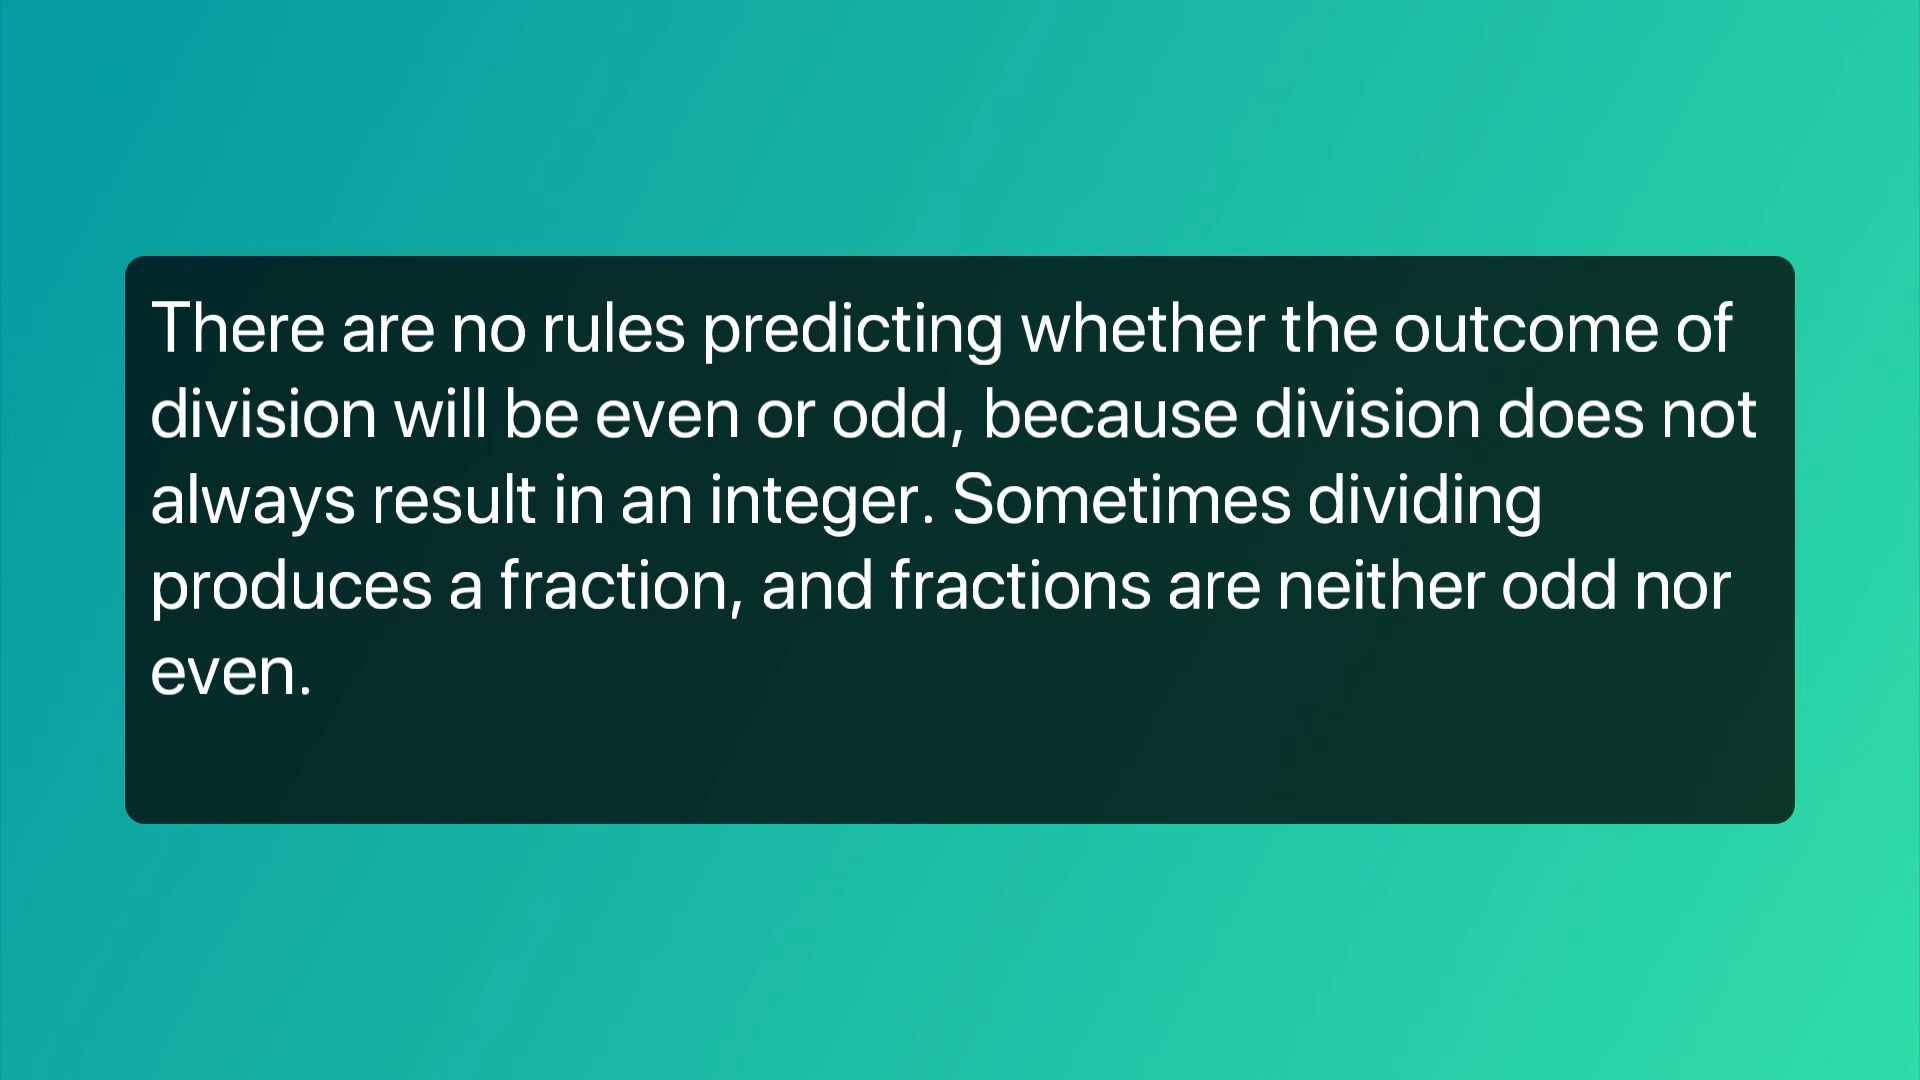 There are no rules predicting whether the outcome of
division will be even or odd, because division does not
always result in an integer. Sometimes dividing
produces a fraction, and fractions are neither odd nor
even.